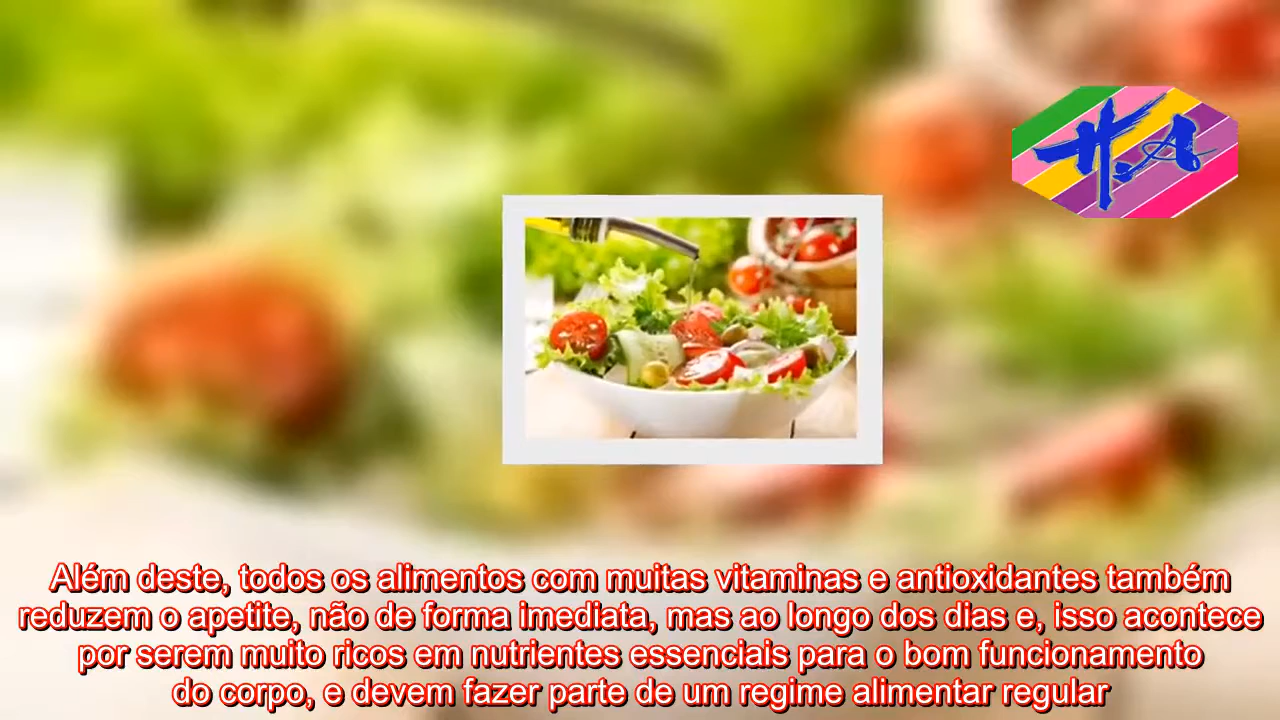 H.A
Além deste, todos os alimentos com muitas vitaminas e antioxidantes também
reduzem o apetite, não de forma imediata, mas ao longo dos dias e, isso acontece
por serem muito ricos em nutrientes essenciais para o bom funcionamento
do corpo, e devem fazer parte de um regime alimentar regular